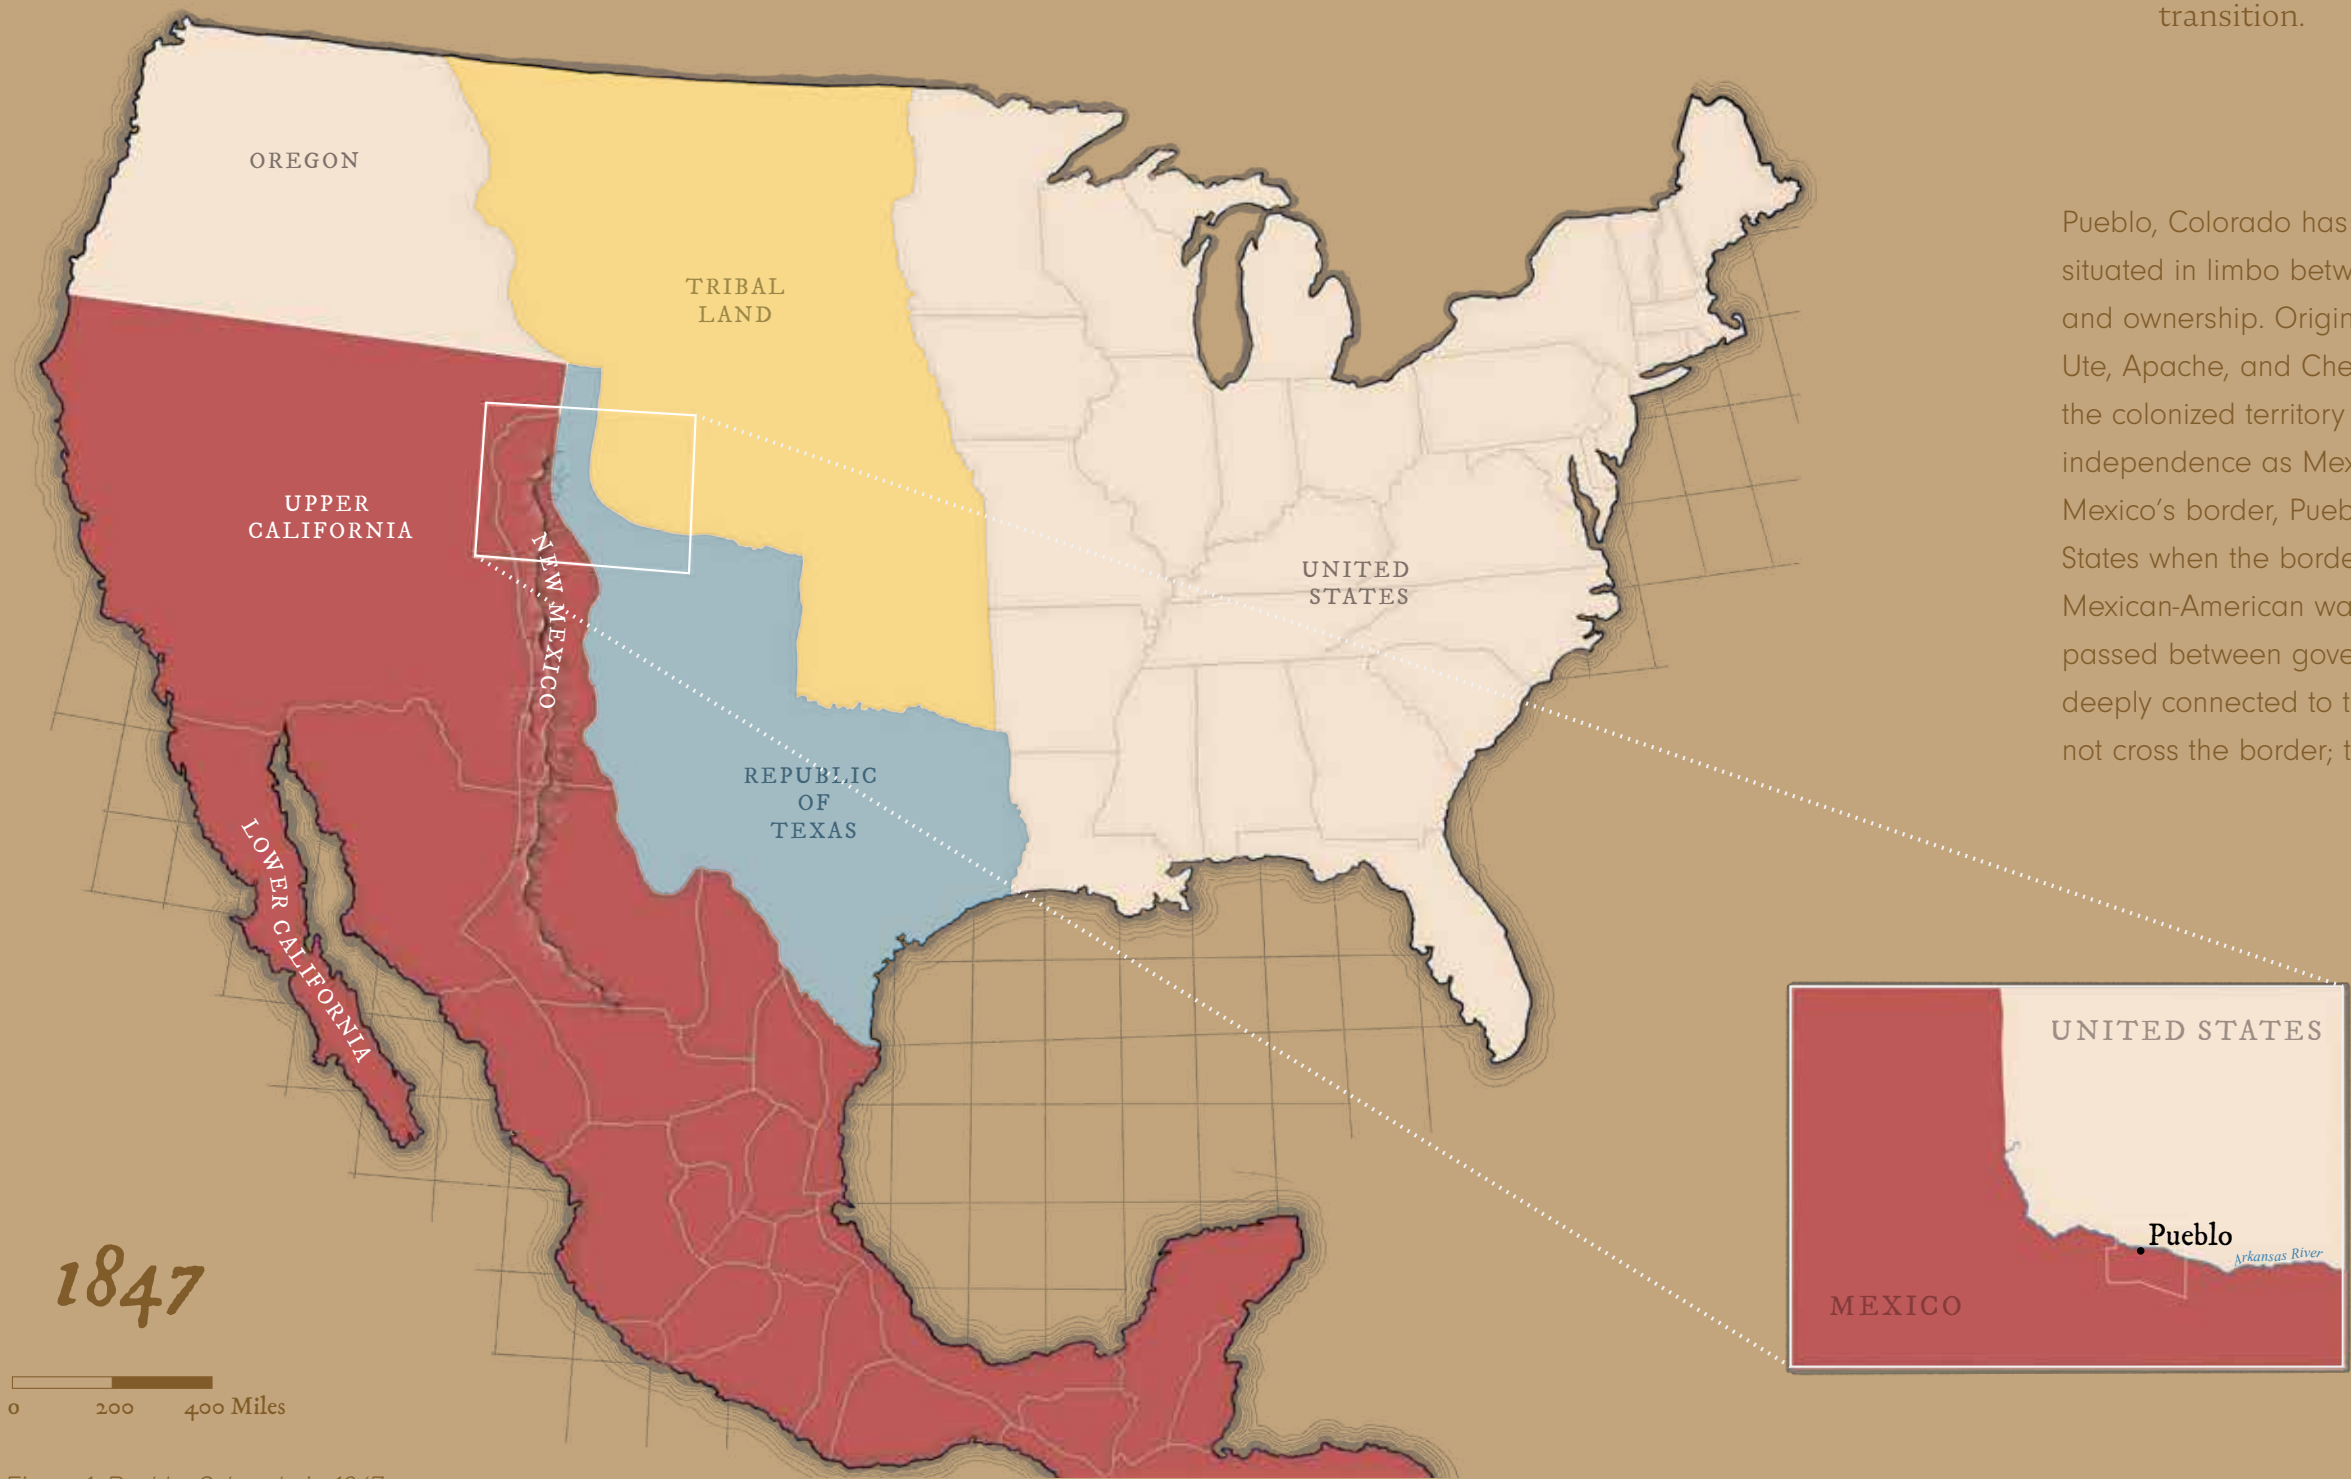 transition.
OREGON
TRIBAL
LAND
UPPER
CALIFORNIA
NEW MEXICO
UNITED
STATES
REPUBLIC
OF
TEXAS
LOWER CALIFORNIA
Pueblo, Colorado has
situated in limbo betw
and ownership. Origin
Ute, Apache, and Che
the colonized territory
independence as Mex
Mexico’s border, Pueb
States when the borde
Mexican-American wa
passed between gove
deeply connected to t
not cross the border; t
UNITED STATES
Pueblo
Arkansas River
MEXICO
1847
0 200 400 Miles